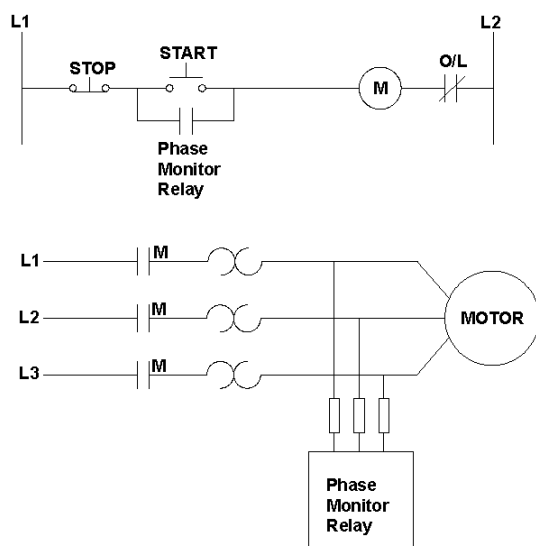 L1
L2
START
O/L
STOP
M
Phase
Monitor
Relay
L1
M
L2
M
MOTOR
L3
M
Phase
Monitor
Relay